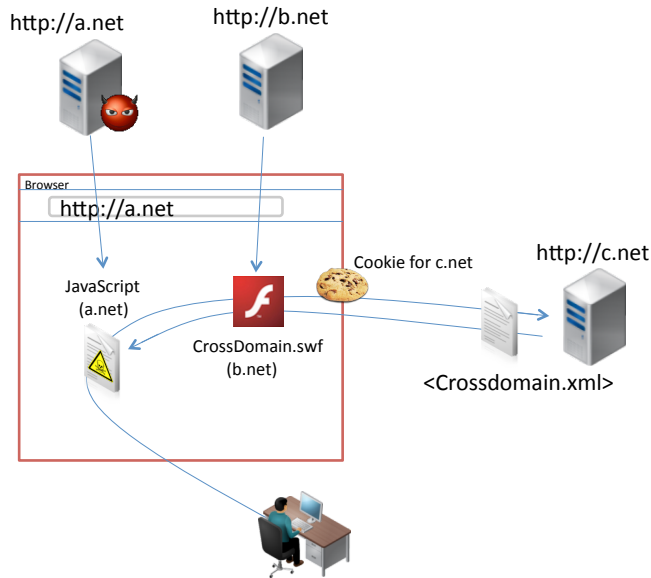 http://a.net
http://b.net
Browser
http://a.net
Cookie for c.net
http://c.net
JavaScript
(a.net)
CrossDomain.swf
(b.net)
<Crossdomain.xml>